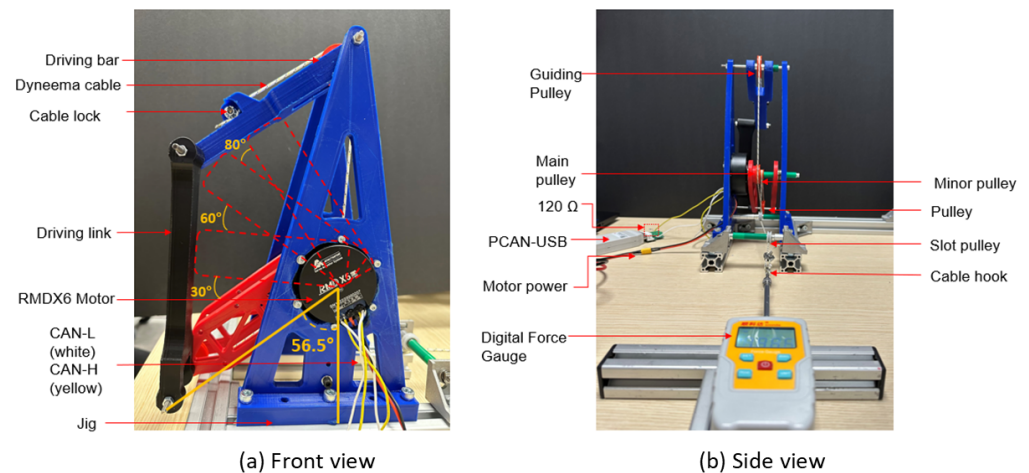 Driving bar
Dyneema cable
Cable lock
80°
60°
Driving link
30°
RMDX6 Motor
RMD X6
56.5°
CAN-L
(white)
CAN-H
(yellow)
Jig
(a) Front view
Guiding
Pulley
Main
pulley
120 Ω
PCAN-USB
Motor power
Digital Force
Gauge
Minor pulley
Pulley
Slot pulley
Cable hook
(b) Side view